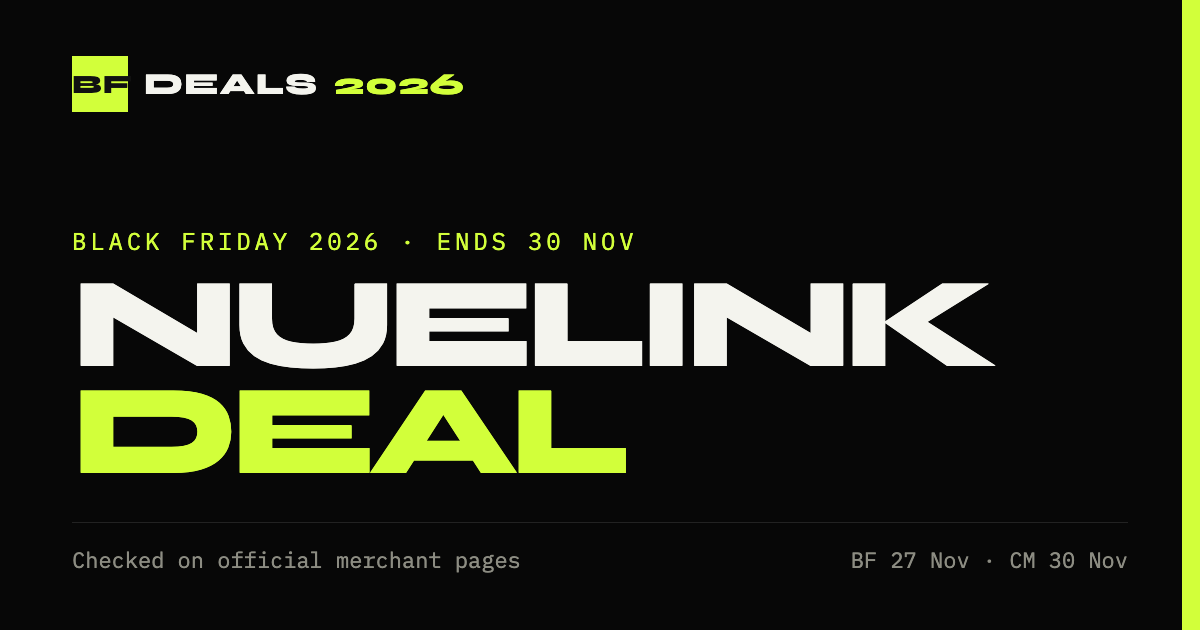 BF DEALS 2026
BLACK FRIDAY 2026 · ENDS 30 NOV
NUELINK
DEAL
Checked on official merchant pages
BF 27 Nov · CM 30 Nov